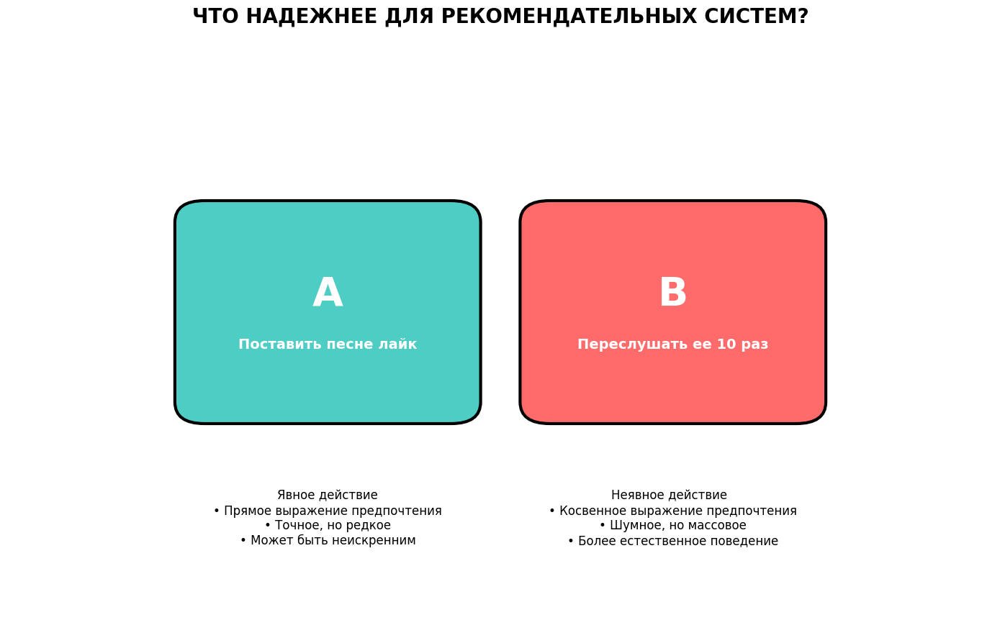 ЧТО НАДЕЖНЕЕ ДЛЯ РЕКОМЕНДАТЕЛЬНЫХ СИСТЕМ?
A
Поставить песне лайк
Явное действие
• Прямое выражение предпочтения
• Точное, но редкое
• Может быть неискренним
B
Переслушать ее 10 раз
Неявное действие
• Косвенное выражение предпочтения
• Шумное, но массовое
• Более естественное поведение